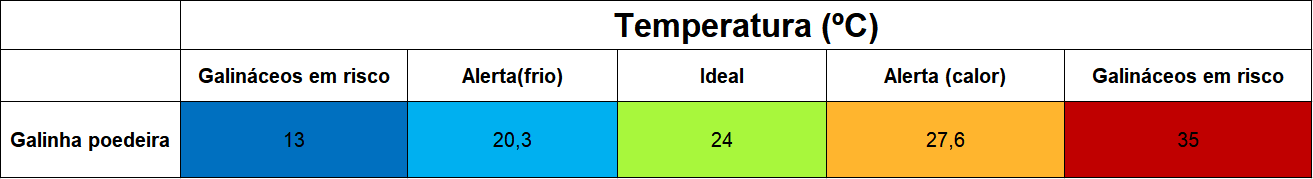 Temperatura (ºC)
Galináceos em risco Alerta(frio) Ideal Alerta (calor) Galináceos em risco
Galinha poedeira 13 20,3 24 27,6 35